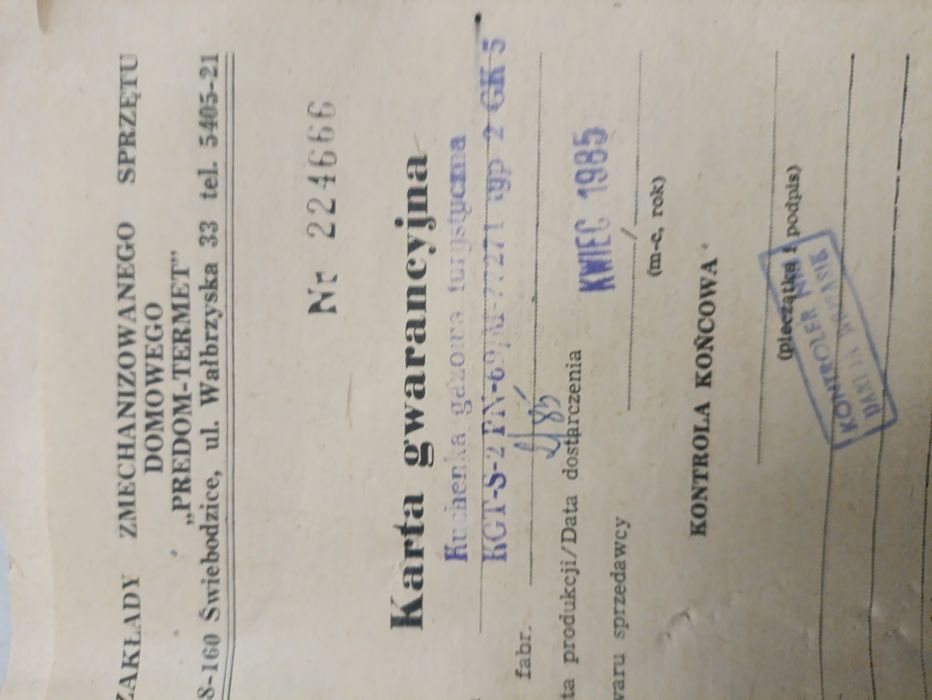 ZAKŁADY ZMECHANIZOWANEGO SPRZĘTU
DOMOWEGO
„PREDOM-TERMET”
8-160 Świebodzice, ul. Wałbrzyska 33 tel. 5405-21
Nr 224666
Karta gwarancyjna
Kuchenka gazowa turystyczna
KGT-S-2 PN-69/M-77271 typ 2 GK 5
fabr.
ta produkcji/Data dostarczenia
KWIEC 1985
waru sprzedawcy
(m-c, rok)
KONTROLA KOŃCOWA
(pieczątka i podpis)
KONTROLER